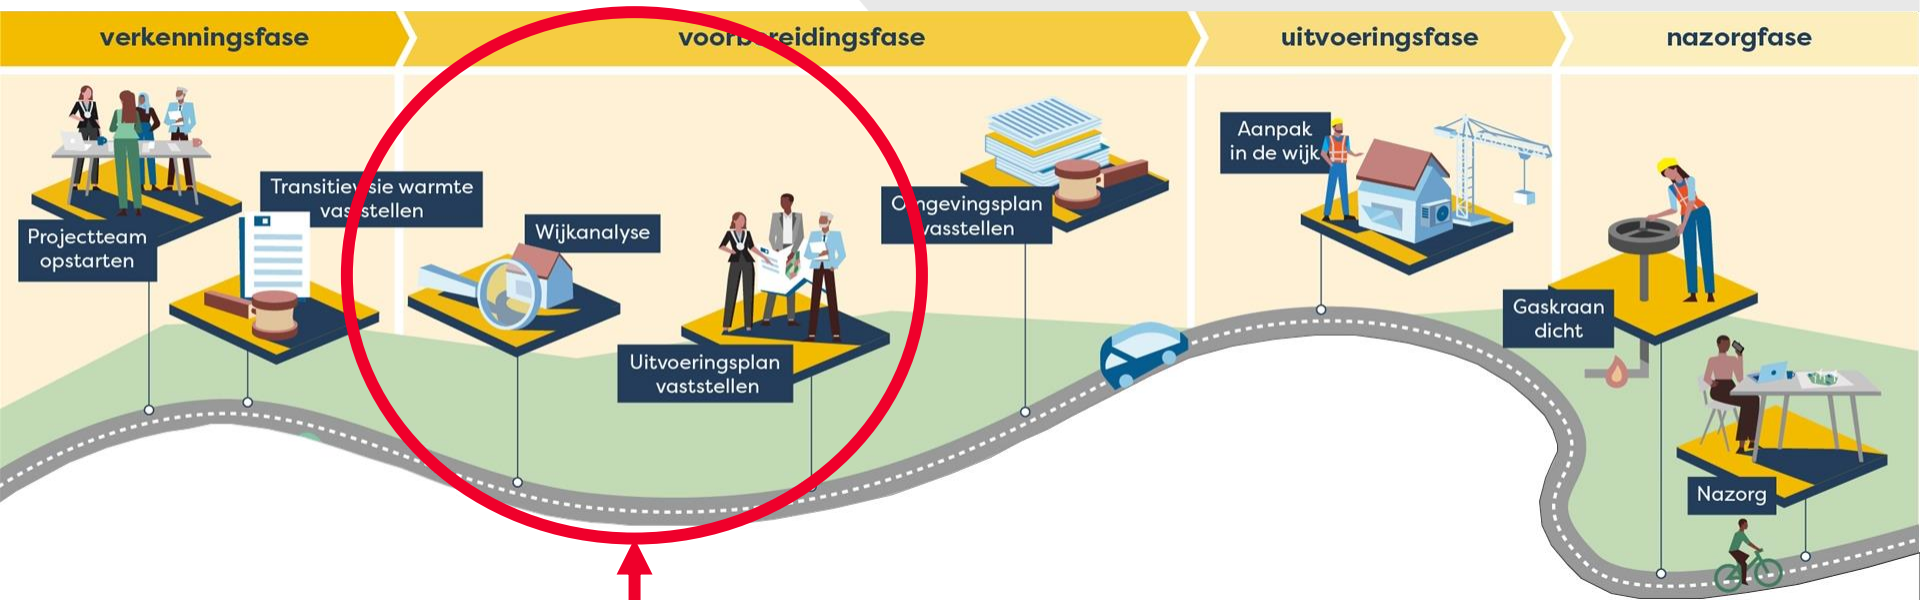 verkenningsfase
voorbereidingsfase
uitvoeringsfase
nazorgfase
Projectteam
opstarten
Transitievisie warmte
vaststellen
Wijkanalyse
Uitvoeringsplan
vaststellen
Omgevingsplan
vasstellen
Aanpak
in de wijk
Gaskraan
dicht
Nazorg